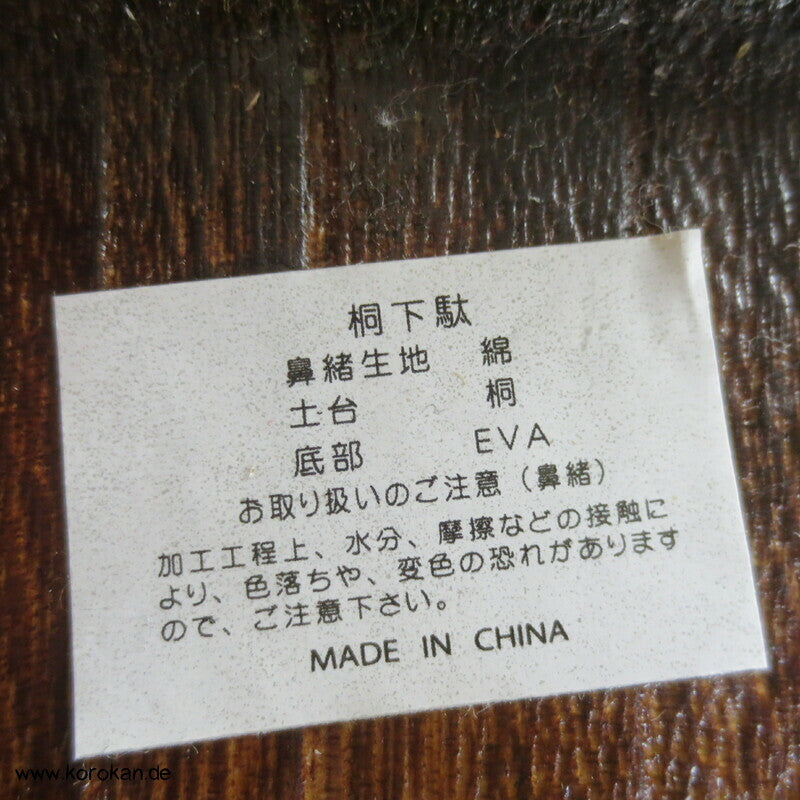 桐下駄
鼻緒生地 綿
土台 桐
底部 EVA
お取り扱いのご注意（鼻緒）
加工工程上、水分、摩擦などの接触に
より、色落ちや、変色の恐れがあります
ので、ご注意下さい。
MADE IN CHINA
www.korokan.de